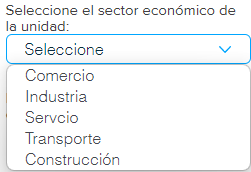 Seleccione el sector económico de
la unidad:
Seleccione
Comercio
Industria
Servcio
Transporte
Construcción